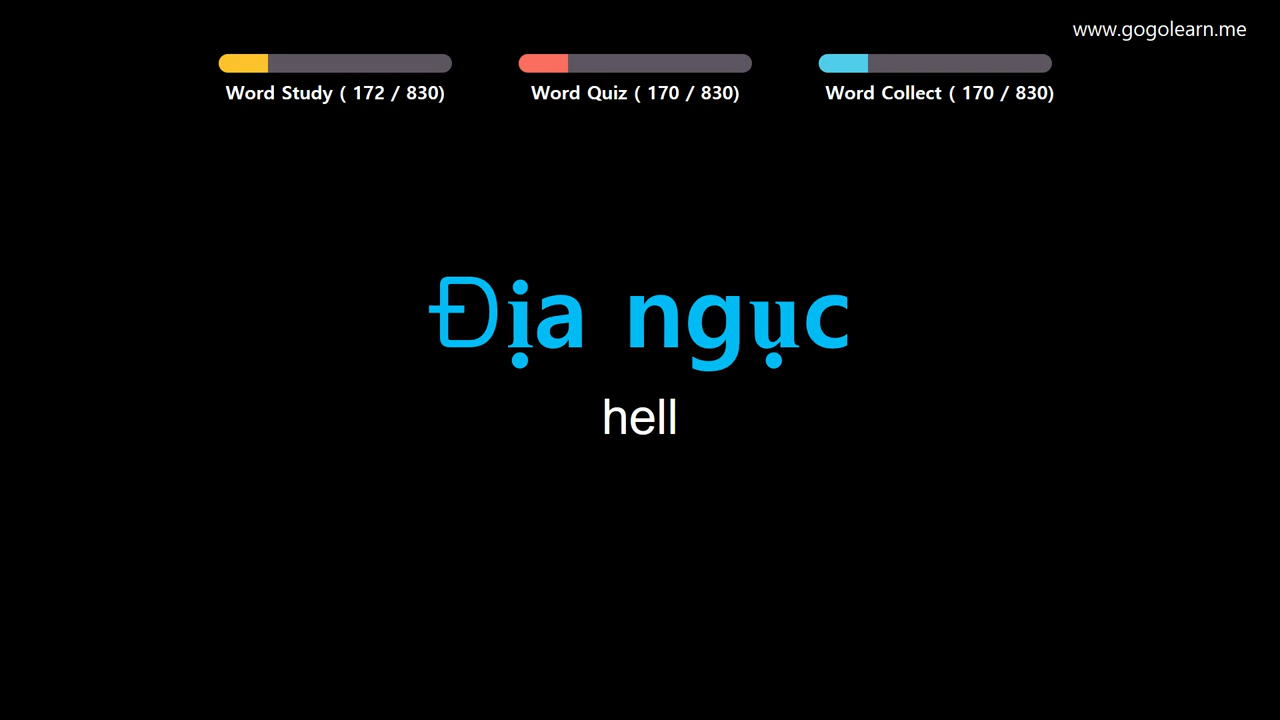 www.gogolearn.me
Word Study ( 172 / 830)
Word Quiz ( 170 / 830)
Word Collect ( 170 / 830)
Địa ngục
hell